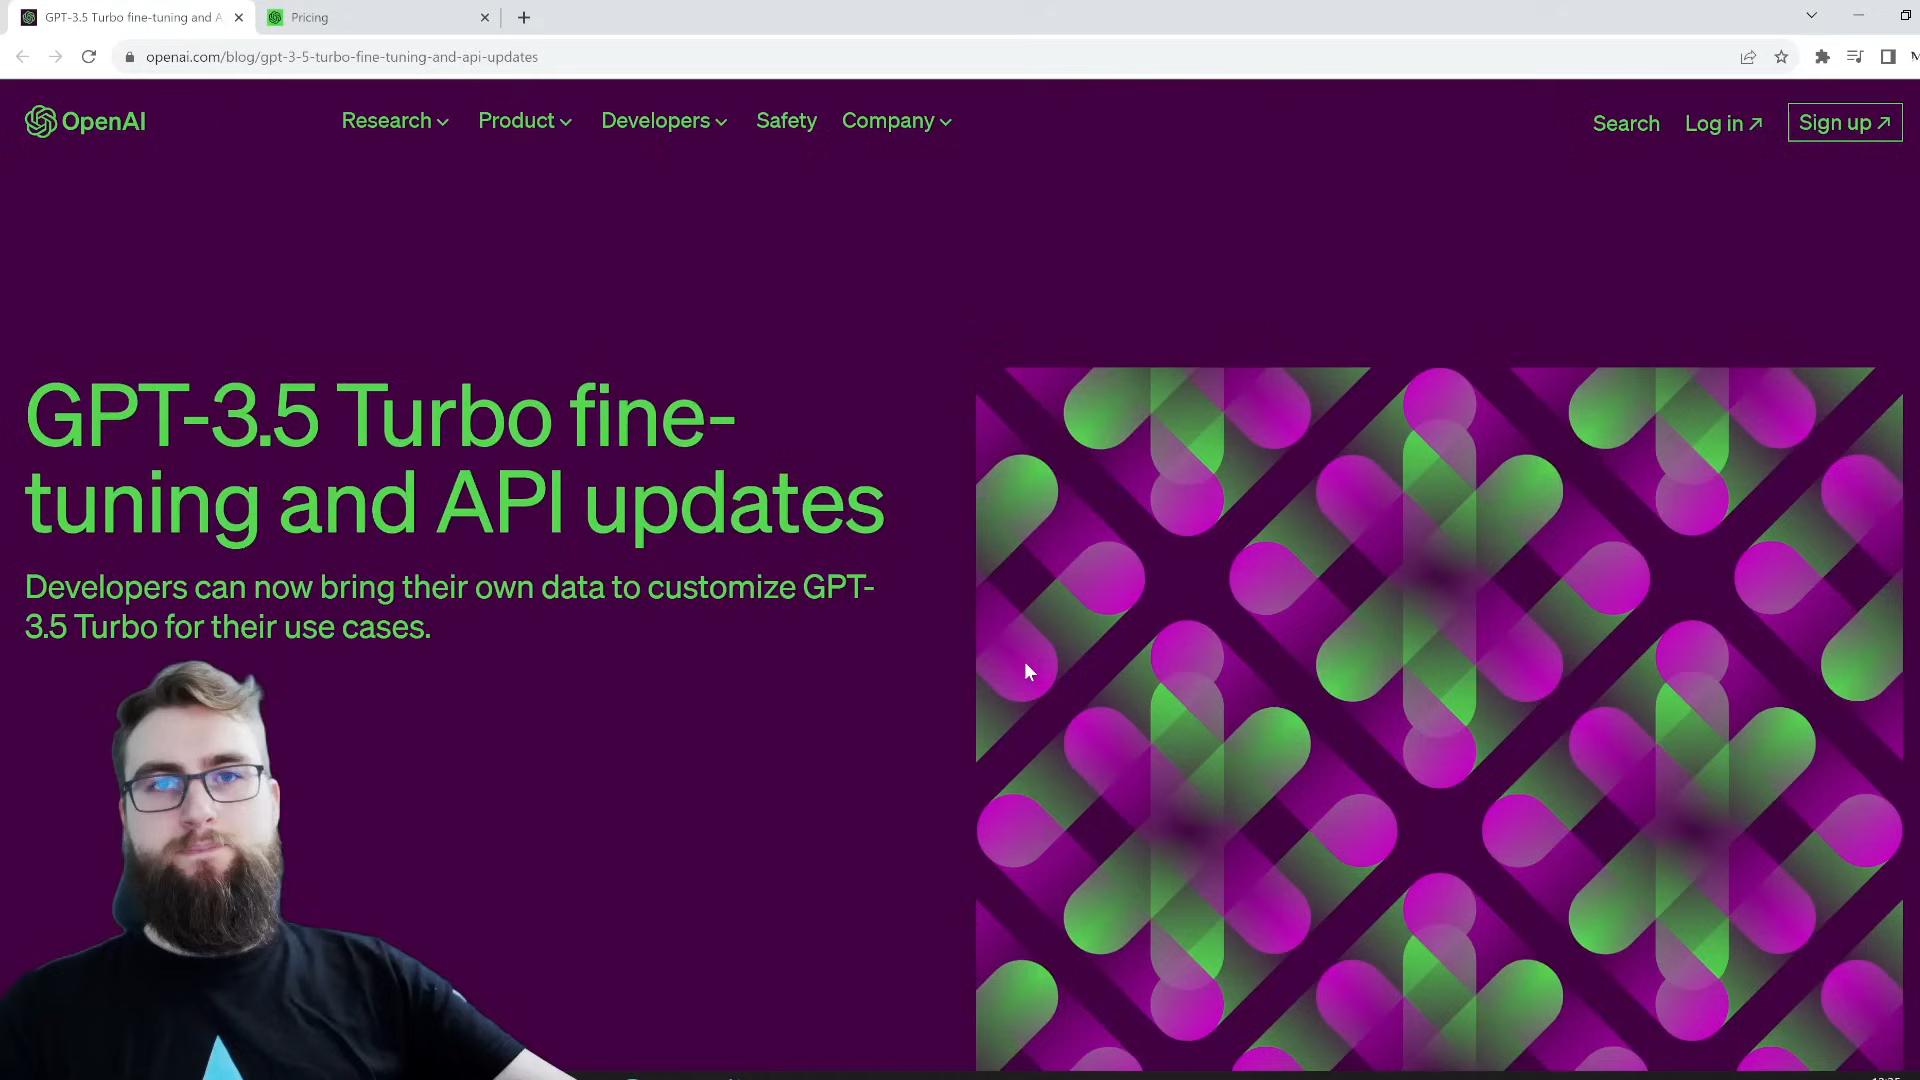 GPT-3.5 Turbo fine-tuning and A
Pricing
openai.com/blog/gpt-3-5-turbo-fine-tuning-and-api-updates
OpenAI
Research
Product
Developers
Safety
Company
Search
Log in
Sign up
GPT-3.5 Turbo fine-
tuning and API updates
Developers can now bring their own data to customize GPT-
3.5 Turbo for their use cases.